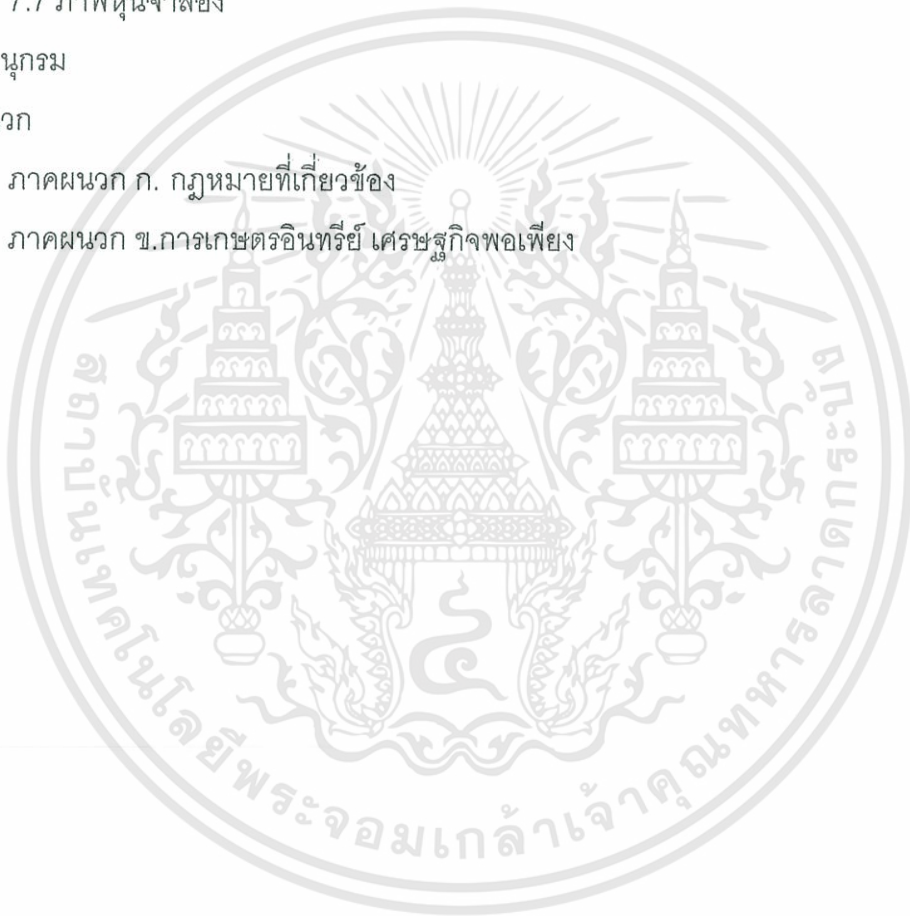 7.7 ภาพหุ่นจำลอง
นุกรม
วก
ภาคผนวก ก. กฎหมายที่เกี่ยวข้อง
ภาคผนวก ข.การเกษตรอินทรีย์ เศรษฐกิจพอเพียง
สถาบันเทคโนโลยีพระจอมเกล้าเจ้าคุณทหารลาดกระบัง